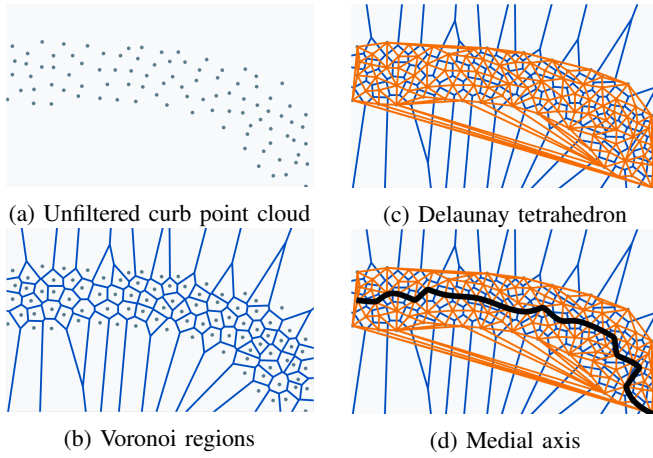 (a) Unfiltered curb point cloud
(b) Voronoi regions
(c) Delaunay tetrahedron
(d) Medial axis